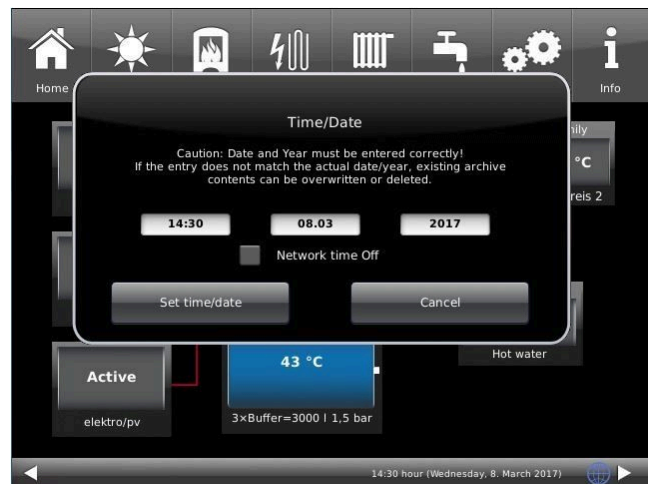 Home
Info
Time/Date
Caution: Date and Year must be entered correctly!
If the entry does not match the actual date/year, existing archive
contents can be overwritten or deleted.
14:30 08.03 2017
Network time Off
Set time/date Cancel
nily
°C
reis 2
Active
elektro/pv
43 °C
3×Buffer=3000 l 1,5 bar
Hot water
14:30 hour (Wednesday, 8. March 2017)